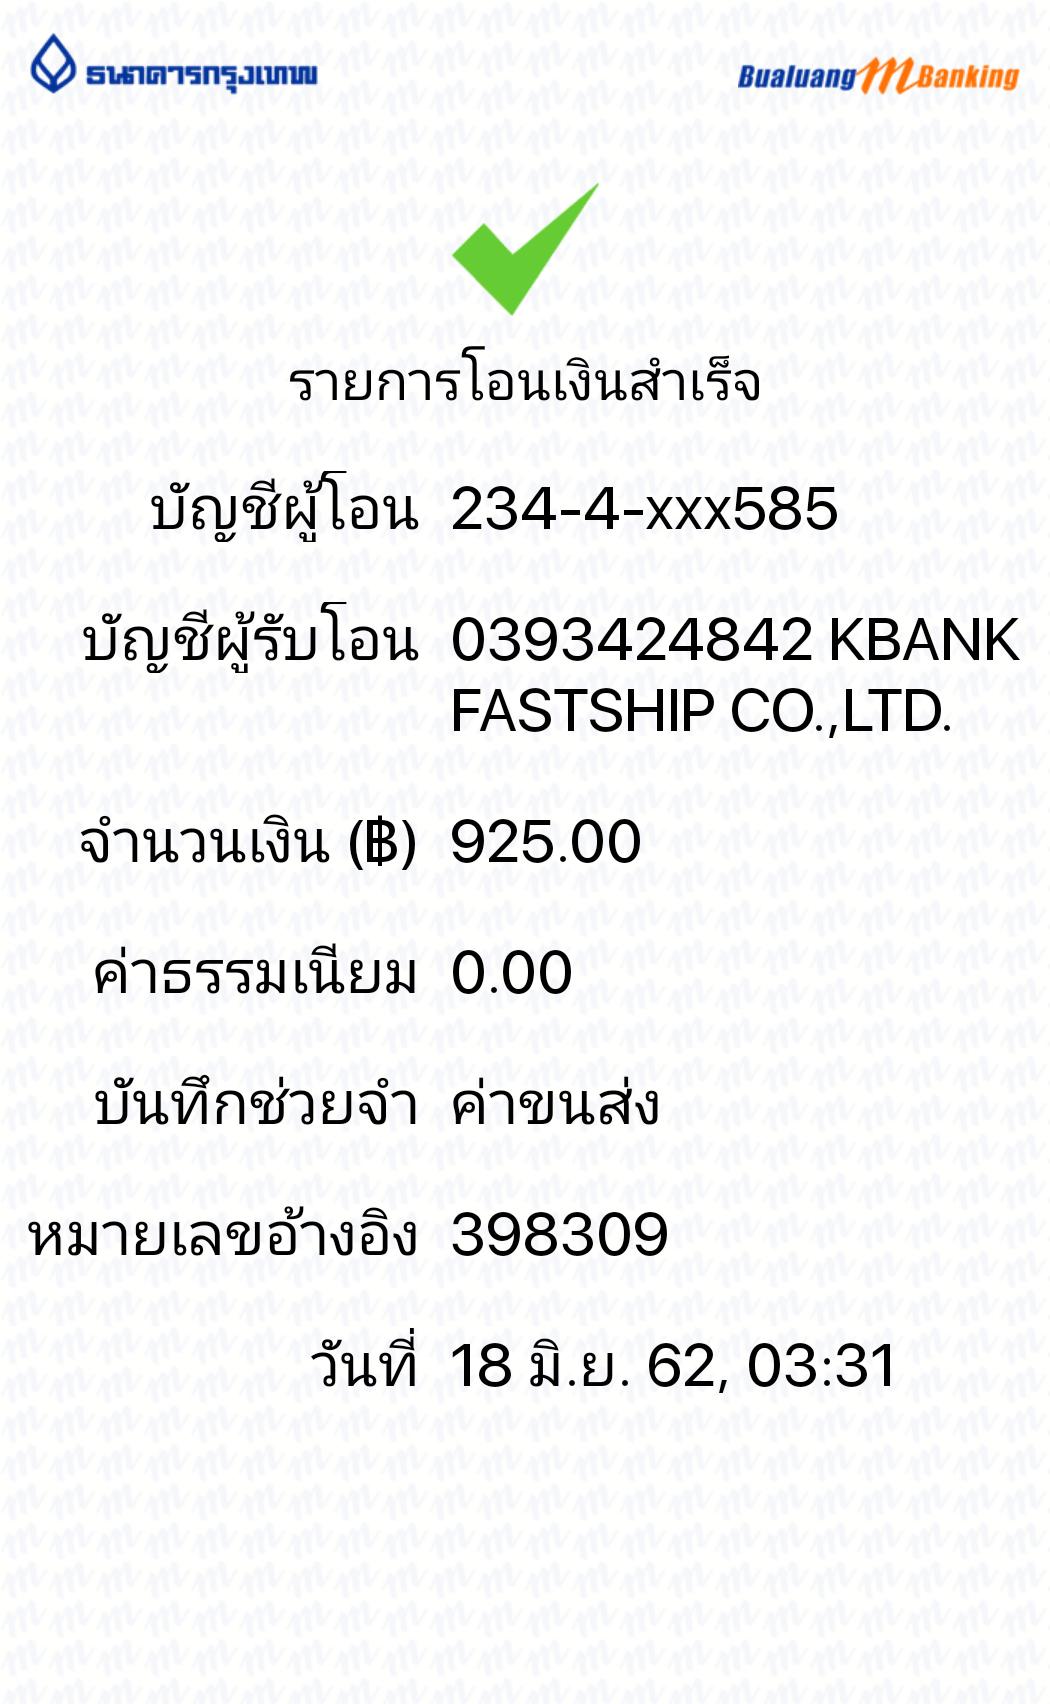 ธนาคารกรุงเทพ
Bualuang mBanking
รายการโอนเงินสำเร็จ
บัญชีผู้โอน 234-4-xxx585
บัญชีผู้รับโอน 0393424842 KBANK
FASTSHIP CO.,LTD.
จำนวนเงิน (฿) 925.00
ค่าธรรมเนียม 0.00
บันทึกช่วยจำ ค่าขนส่ง
หมายเลขอ้างอิง 398309
วันที่ 18 มิ.ย. 62, 03:31